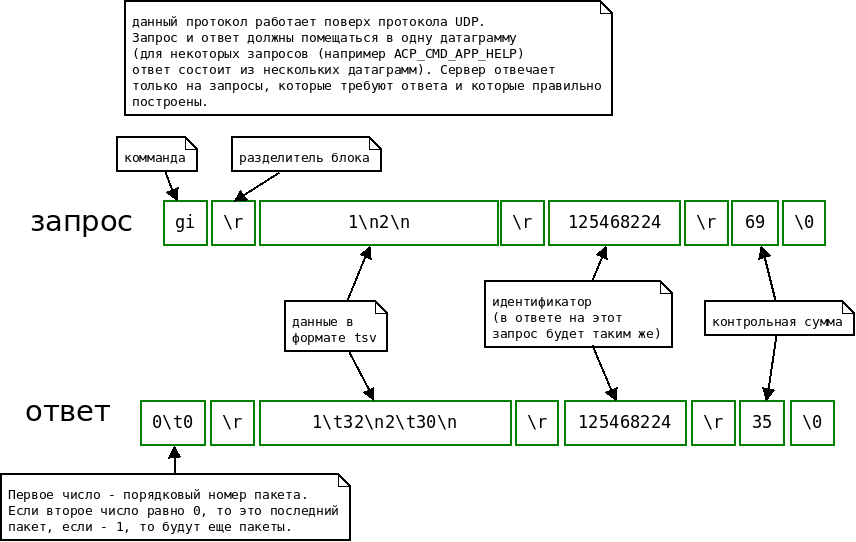 данный протокол работает поверх протокола UDP.
Запрос и ответ должны помещаться в одну датаграмму
(для некоторых запросов (например ACP_CMD_APP_HELP)
ответ состоит из нескольких датаграмм). Сервер отвечает
только на запросы, которые требуют ответа и которые правильно
построены.
комманда
разделитель блока
запрос
gi \r 1\n2\n \r 125468224 \r 69 \0
данные в
формате tsv
идентификатор
(в ответе на этот
запрос будет таким же)
контрольная сумма
ответ
0\t0 \r 1\t32\n2\t30\n \r 125468224 \r 35 \0
Первое число - порядковый номер пакета.
Если второе число равно 0, то это последний
пакет, если - 1, то будут еще пакеты.